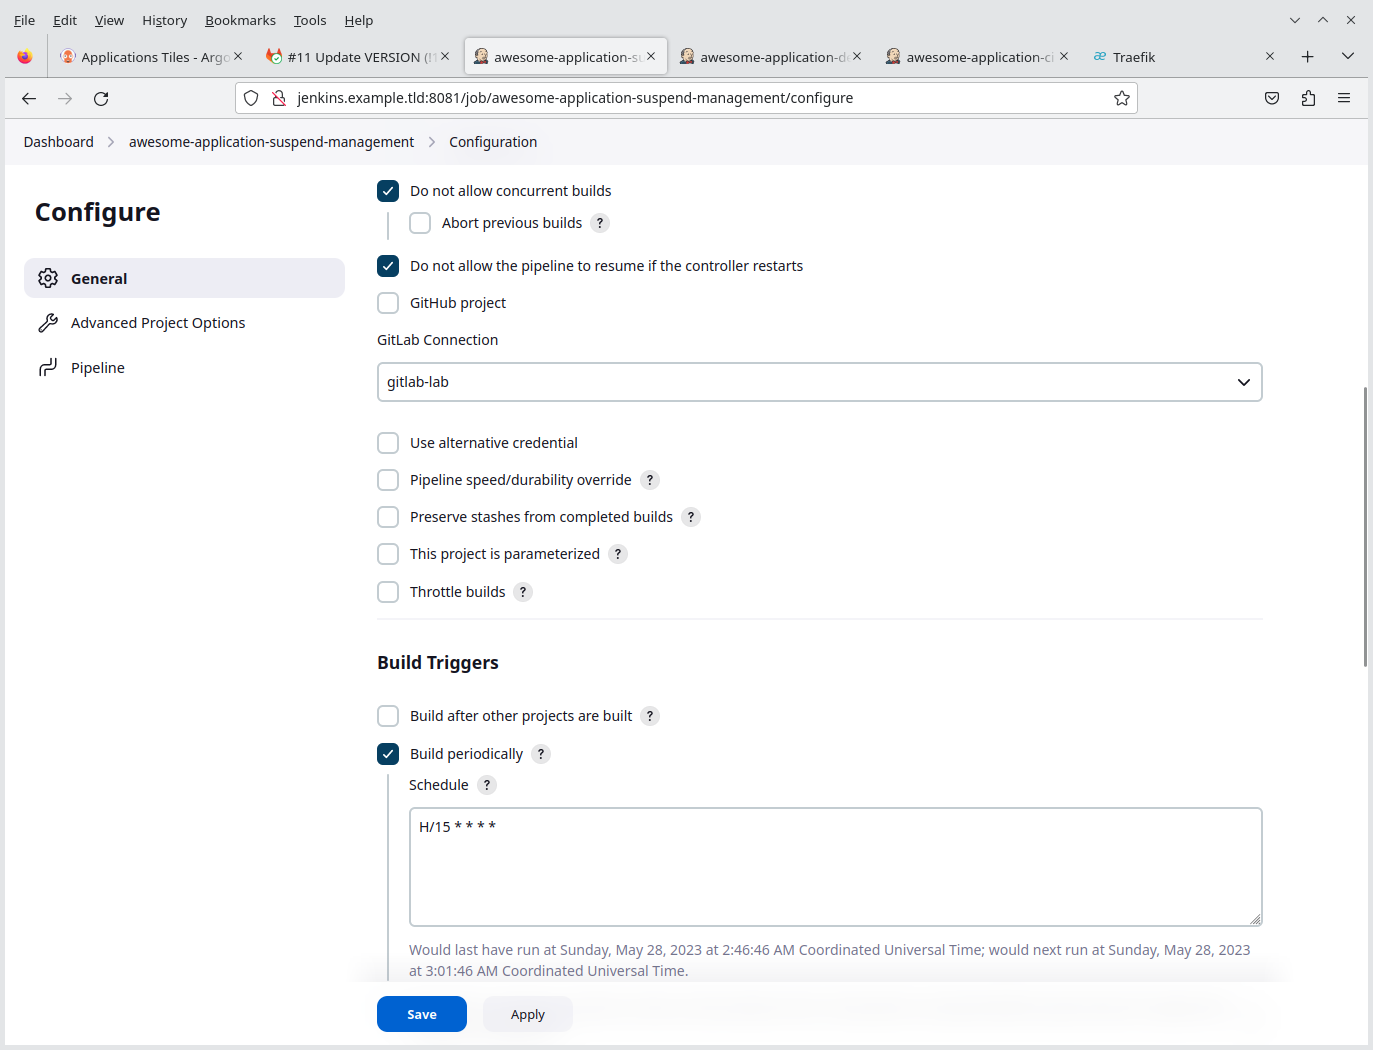 File Edit View History Bookmarks Tools Help
Applications Tiles - Argo
#11 Update VERSION (!1
awesome-application-su
awesome-application-de
awesome-application-ci
Traefik
jenkins.example.tld:8081/job/awesome-application-suspend-management/configure
Dashboard awesome-application-suspend-management Configuration
Configure
General
Advanced Project Options
Pipeline
Do not allow concurrent builds
Abort previous builds ?
Do not allow the pipeline to resume if the controller restarts
GitHub project
GitLab Connection
gitlab-lab
Use alternative credential
Pipeline speed/durability override ?
Preserve stashes from completed builds ?
This project is parameterized ?
Throttle builds ?
Build Triggers
Build after other projects are built ?
Build periodically ?
Schedule ?
H/15 * * * *
Would last have run at Sunday, May 28, 2023 at 2:46:46 AM Coordinated Universal Time; would next run at Sunday, May 28, 2023
at 3:01:46 AM Coordinated Universal Time.
Save Apply